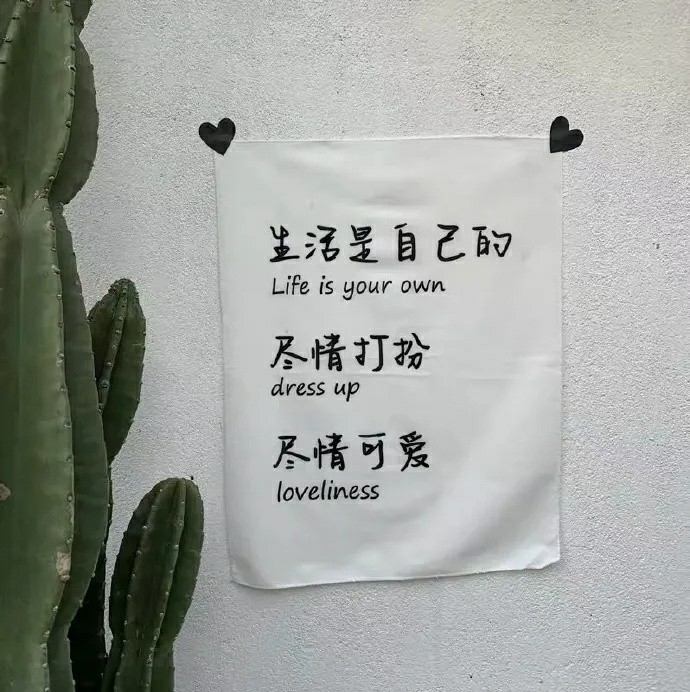 生活是自己的
Life is your own
尽情打扮
dress up
尽情可爱
loveliness